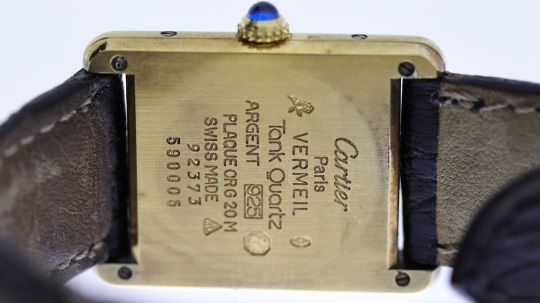 Cartier
Paris
VERMEIL
Tank Quartz
ARGENT 925
PLAQUE OR G 20 M
SWISS MADE
92373
590005